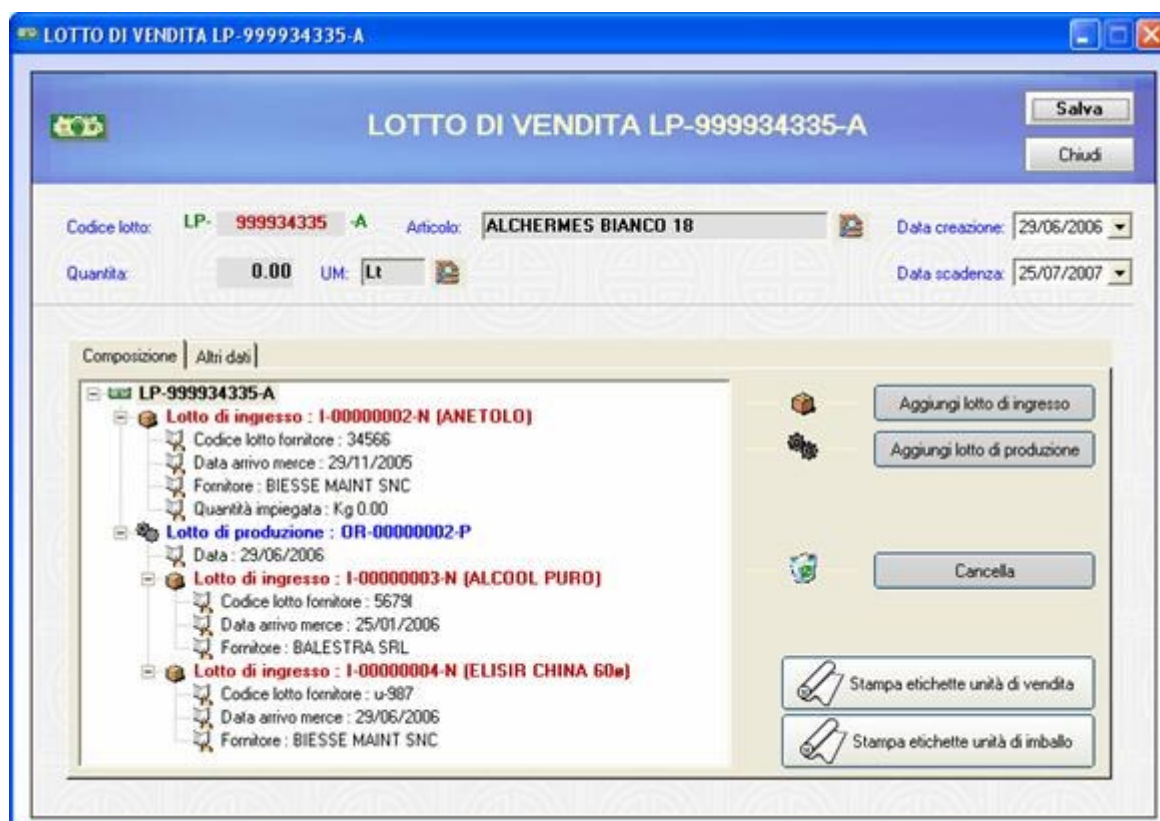 LOTTO DI VENDITA LP-999934335-A
LOTTO DI VENDITA LP-999934335-A
Salva
Chiudi
Codice lotto: LP- 999934335 -A Articolo: ALCHERMES BIANCO 18 Data creazione: 29/06/2006
Quantita: 0.00 UM: Lt Data scadenza: 25/07/2007
Composizione Altri dati
LP-999934335-A
Lotto di ingresso : I-00000002-N (ANETOLO)
Codice lotto fornitore : 34566
Data arrivo merce : 29/11/2005
Fornitore : BIESSE MAINT SNC
Quantità impiegata : Kg 0.00
Lotto di produzione : OR-00000002-P
Data : 29/06/2006
Lotto di ingresso : I-00000003-N (ALCOOL PURO)
Codice lotto fornitore : 5679l
Data arrivo merce : 25/01/2006
Fornitore : BALESTRA SRL
Lotto di ingresso : I-00000004-N (ELISIR CHINA 60ø)
Codice lotto fornitore : u-987
Data arrivo merce : 29/06/2006
Fornitore : BIESSE MAINT SNC
Aggiungi lotto di ingresso
Aggiungi lotto di produzione
Cancella
Stampa etichette unità di vendita
Stampa etichette unità di imballo